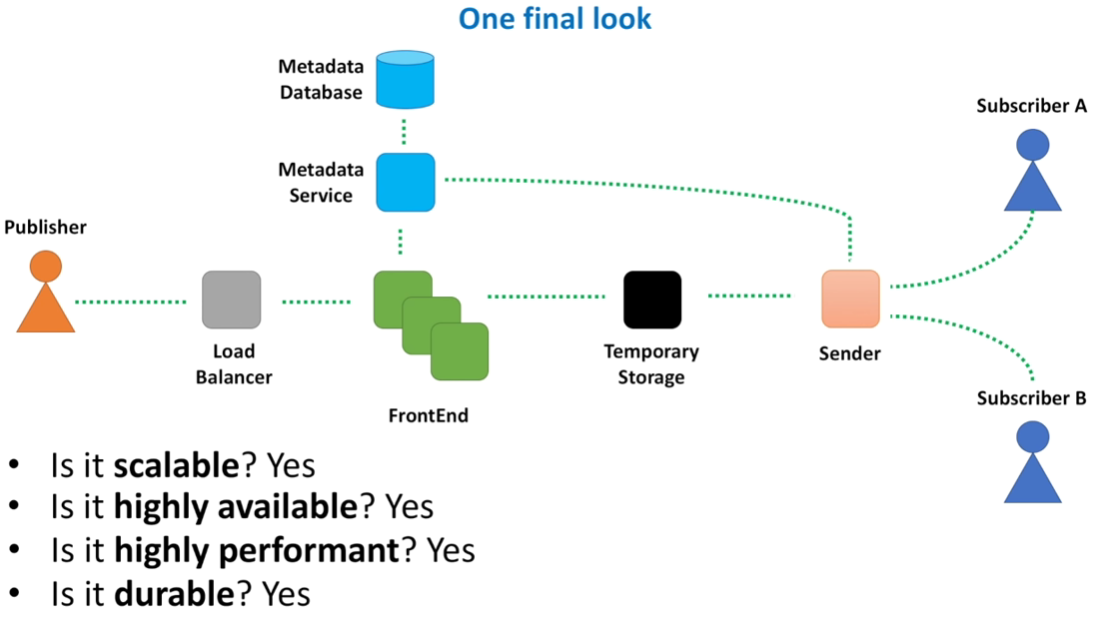 One final look
Metadata
Database
Subscriber A
Metadata
Service
Publisher
Load
Balancer
Temporary
Storage
Sender
Subscriber B
FrontEnd
• Is it scalable? Yes
• Is it highly available? Yes
• Is it highly performant? Yes
• Is it durable? Yes